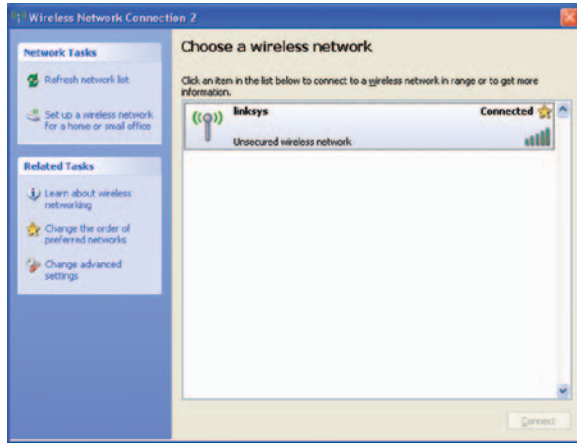 Wireless Network Connection 2
Network Tasks
Refresh network list
Set up a wireless network
for a home or small office
Related Tasks
Learn about wireless
networking
Change the order of
preferred networks
Change advanced
settings
Choose a wireless network
Click an item in the list below to connect to a wireless network in range or to get more
information.
linksys
Connected
Unsecured wireless network
Connect